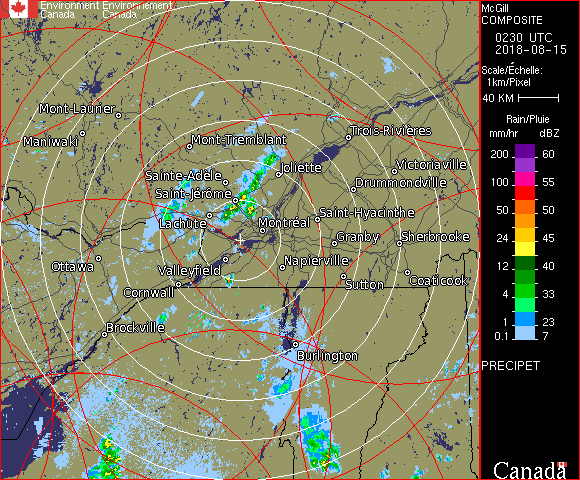 Environment Environnement
Canada Canada
McGill
COMPOSITE
0230 UTC
2018-08-15
Scale/Échelle:
1km/Pixel
40 KM
Rain/Pluie
mm/hr dBZ
200 60
100 55
50 50
24 45
12 40
4 33
1 23
0.1 7
PRECIPET
Canada
Mont-Laurier
Maniwaki
Mont-Tremblant
Trois-Rivières
Sainte-Adèle
Joliette
Victoriaville
Saint-Jérôme
Drummondville
Lachute
Montréal
Saint-Hyacinthe
Granby
Sherbrooke
Ottawa
Valleyfield
Napierville
Cornwall
Sutton
Coaticook
Brockville
Burlington